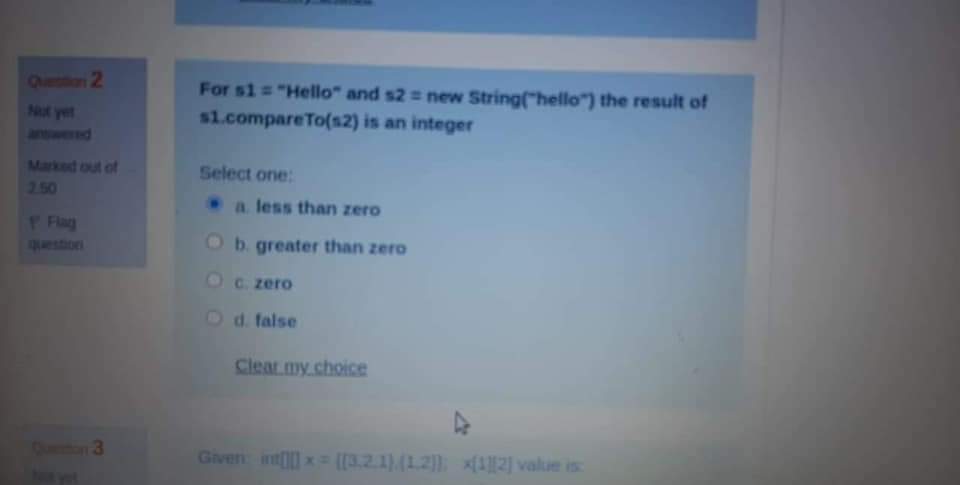 Question 2
Not yet
answered
Marked out of
2.50
Flag
question
For s1 = "Hello" and s2 = new String("hello") the result of
s1.compareTo(s2) is an integer
Select one:
a. less than zero
b. greater than zero
c. zero
d. false
Clear my choice
Question 3
Not yet
Given: int[][] x = {{3,2,1},{1,2}}; x[1][2] value is: